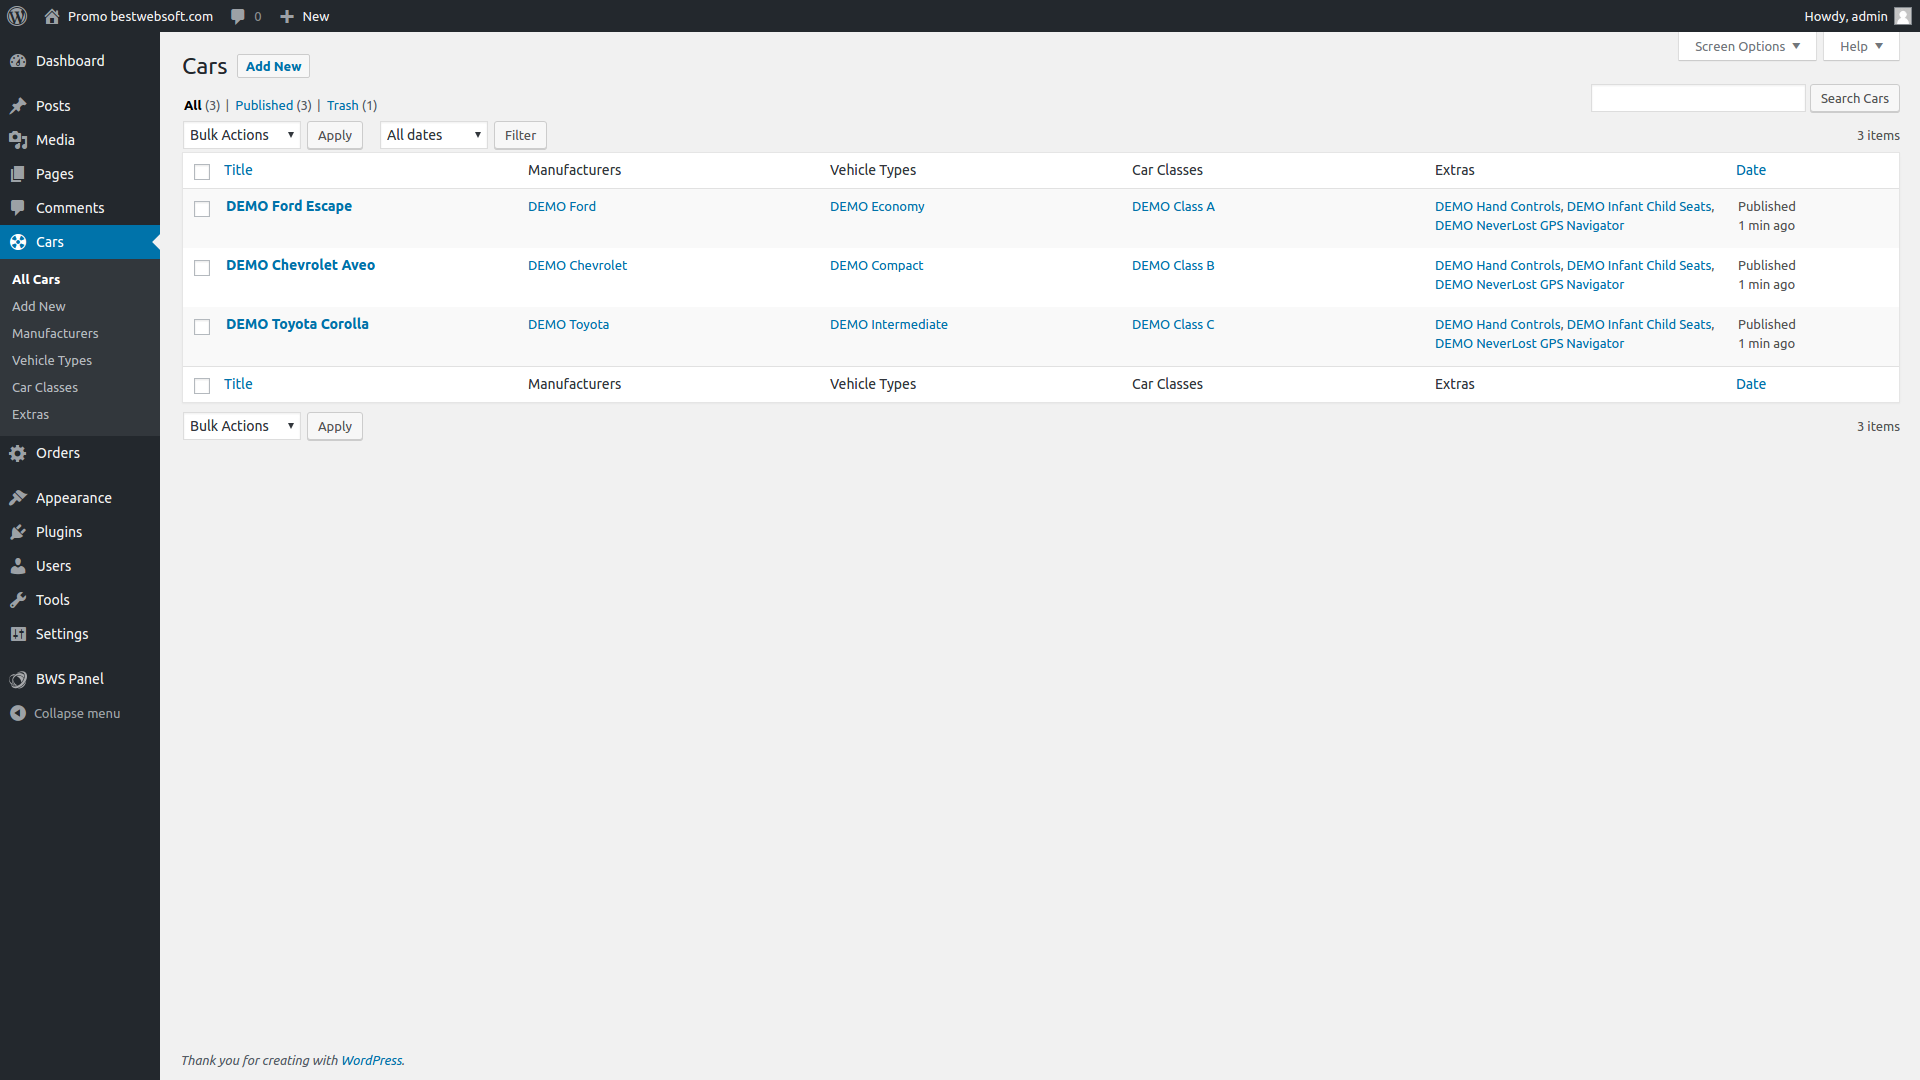 Promo bestwebsoft.com 0 New Howdy, admin
Screen Options Help
Dashboard
Posts
Media
Pages
Comments
Cars
All Cars
Add New
Manufacturers
Vehicle Types
Car Classes
Extras
Orders
Appearance
Plugins
Users
Tools
Settings
BWS Panel
Collapse menu
Cars Add New
All (3) | Published (3) | Trash (1)
Search Cars
Bulk Actions Apply All dates Filter 3 items
Title Manufacturers Vehicle Types Car Classes Extras Date
DEMO Ford Escape DEMO Ford DEMO Economy DEMO Class A DEMO Hand Controls, DEMO Infant Child Seats, Published
DEMO NeverLost GPS Navigator 1 min ago
DEMO Chevrolet Aveo DEMO Chevrolet DEMO Compact DEMO Class B DEMO Hand Controls, DEMO Infant Child Seats, Published
DEMO NeverLost GPS Navigator 1 min ago
DEMO Toyota Corolla DEMO Toyota DEMO Intermediate DEMO Class C DEMO Hand Controls, DEMO Infant Child Seats, Published
DEMO NeverLost GPS Navigator 1 min ago
Title Manufacturers Vehicle Types Car Classes Extras Date
Bulk Actions Apply 3 items
Thank you for creating with WordPress.